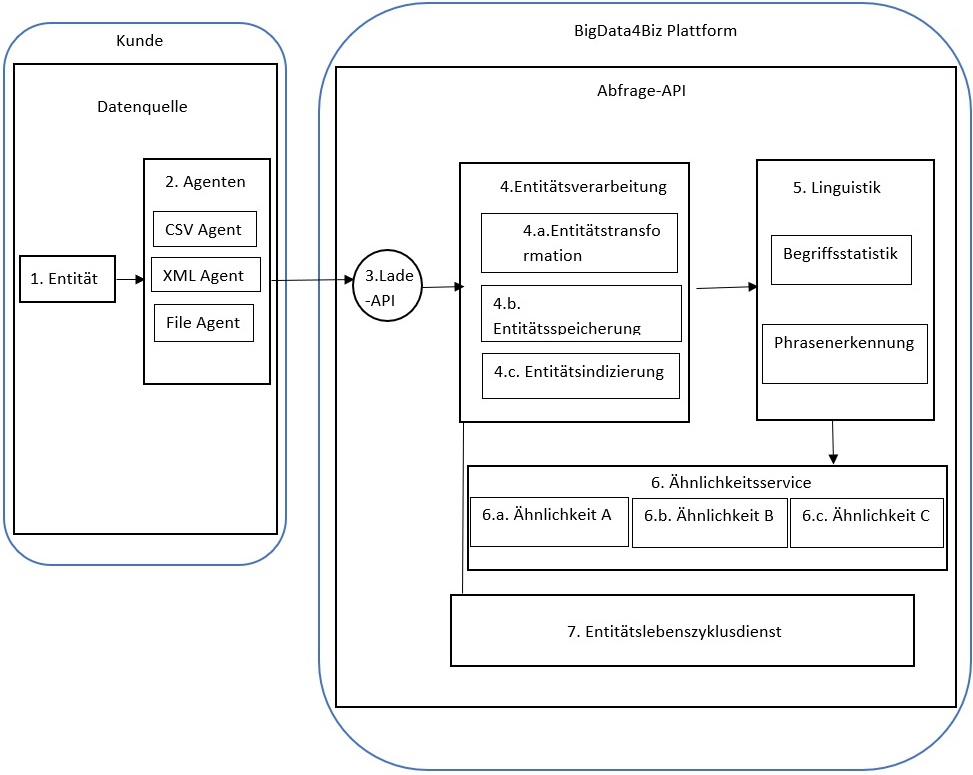 Kunde
Datenquelle
1. Entität
2. Agenten
CSV Agent
XML Agent
File Agent
BigData4Biz Plattform
Abfrage-API
3.Lade
-API
4.Entitätsverarbeitung
4.a.Entitätstransfo
rmation
4.b.
Entitätsspeicherung
4.c. Entitätsindizierung
5. Linguistik
Begriffsstatistik
Phrasenerkennung
6. Ähnlichkeitsservice
6.a. Ähnlichkeit A
6.b. Ähnlichkeit B
6.c. Ähnlichkeit C
7. Entitätslebenszyklusdienst